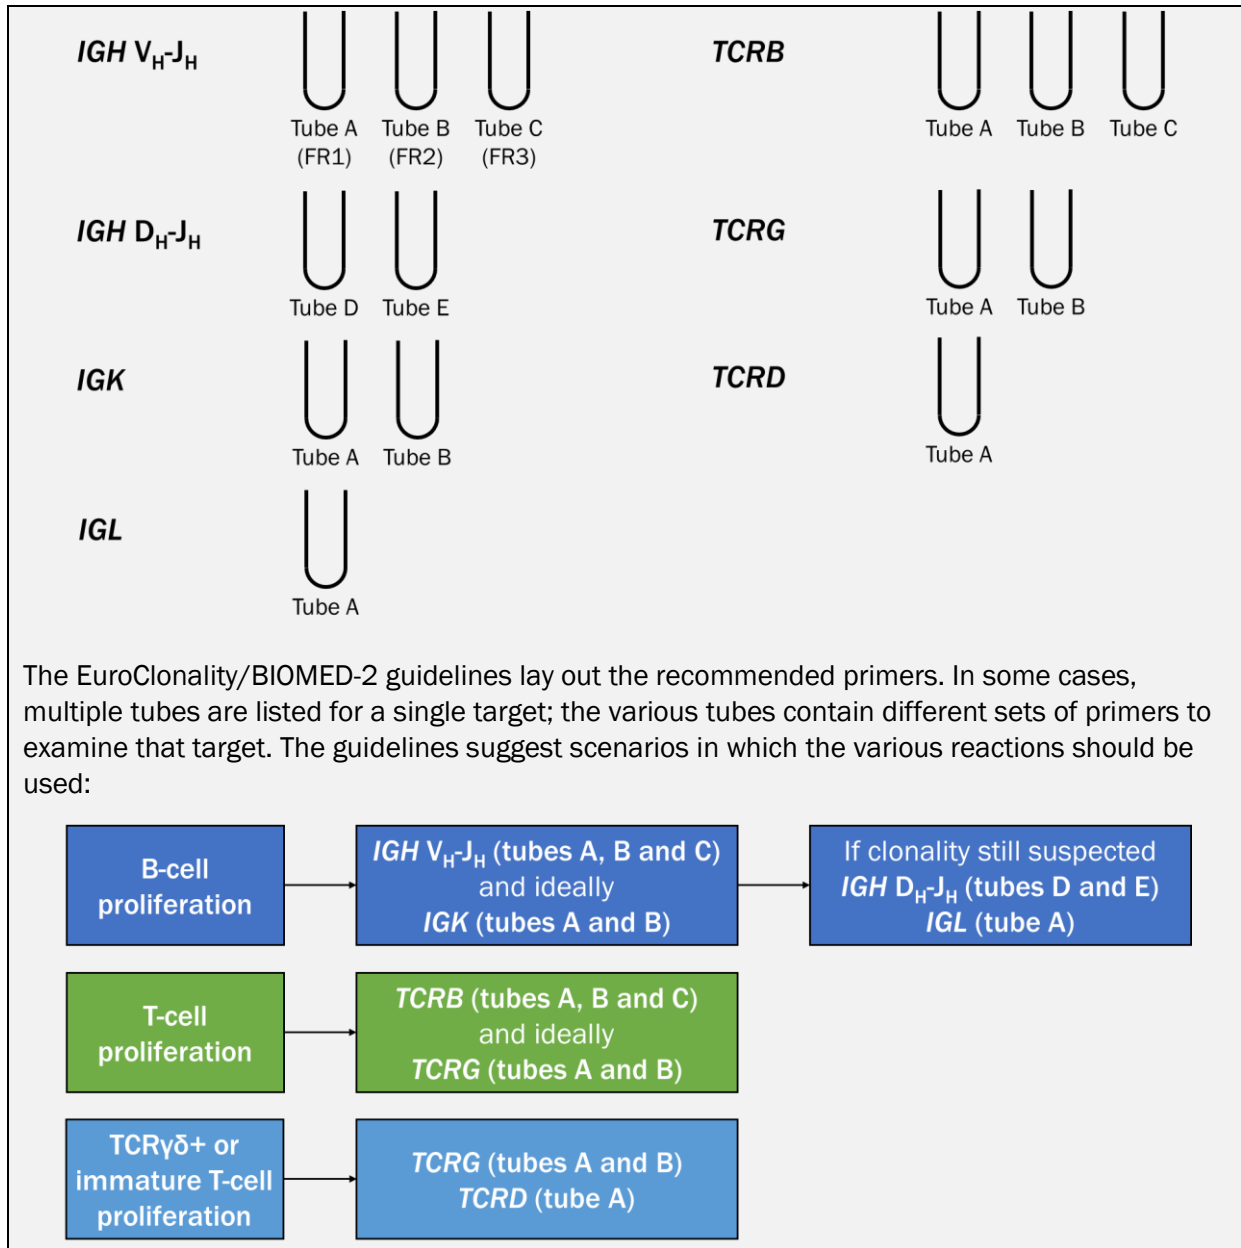 IGH VH-JH
Tube A Tube B Tube C
(FR1) (FR2) (FR3)
TCRB
Tube A Tube B Tube C
IGH DH-JH
Tube D Tube E
TCRG
Tube A Tube B
IGK
Tube A Tube B
TCRD
Tube A
IGL
Tube A
The EuroClonality/BIOMED-2 guidelines lay out the recommended primers. In some cases,
multiple tubes are listed for a single target; the various tubes contain different sets of primers to
examine that target. The guidelines suggest scenarios in which the various reactions should be
used:
B-cell
proliferation
IGH VH-JH (tubes A, B and C)
and ideally
IGK (tubes A and B)
If clonality still suspected
IGH DH-JH (tubes D and E)
IGL (tube A)
T-cell
proliferation
TCRB (tubes A, B and C)
and ideally
TCRG (tubes A and B)
TCRγδ+ or
immature T-cell
proliferation
TCRG (tubes A and B)
TCRD (tube A)